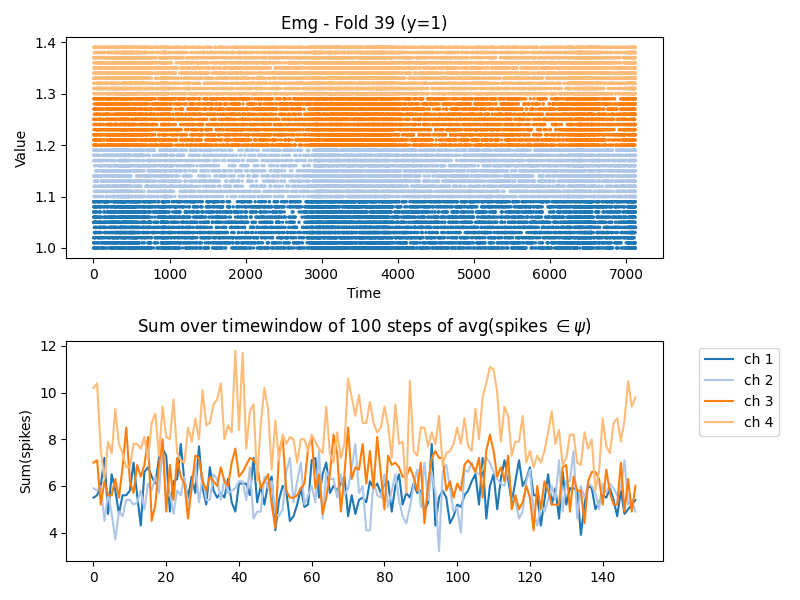 Emg - Fold 39 (y=1)
Value
1.4
1.3
1.2
1.1
1.0
0 1000 2000 3000 4000 5000 6000 7000
Time
Sum over timewindow of 100 steps of avg(spikes ∈ψ)
Sum(spikes)
12
10
8
6
4
0 20 40 60 80 100 120 140
ch 1
ch 2
ch 3
ch 4